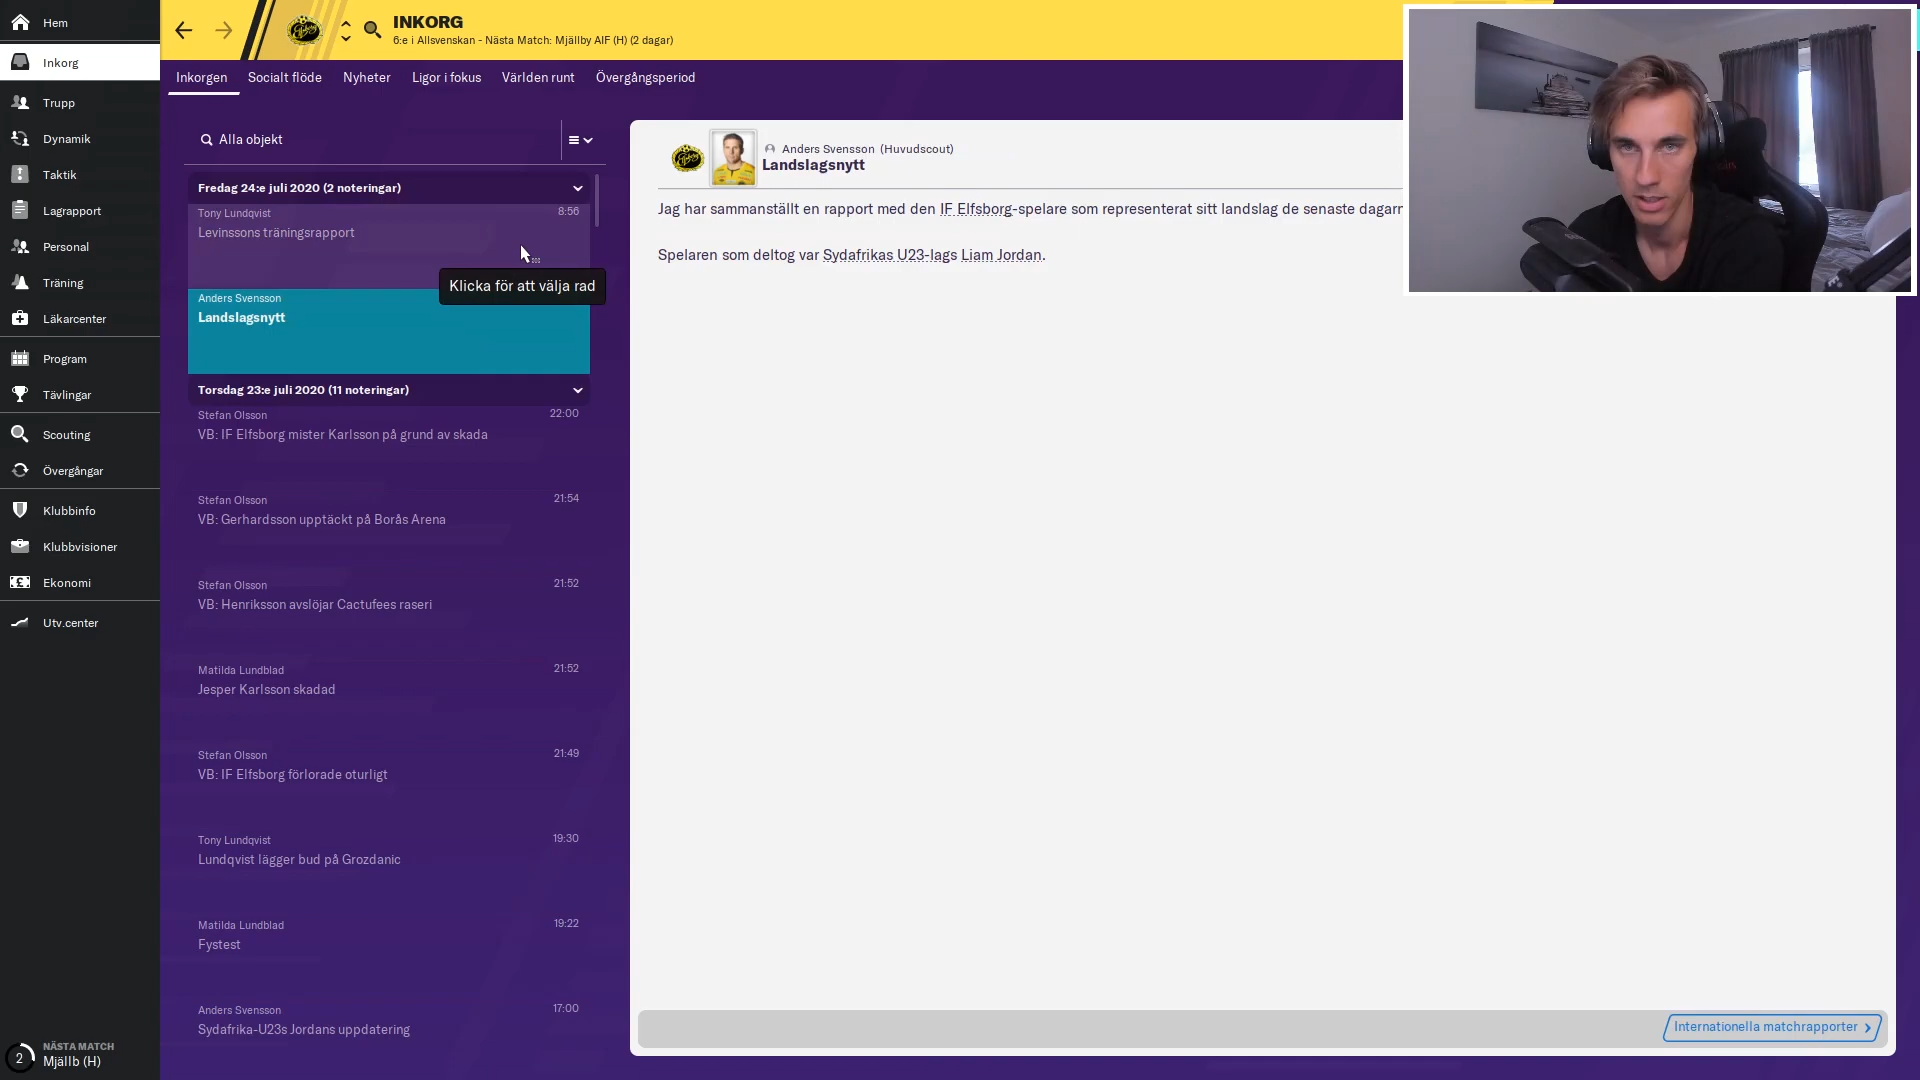 Hem
Inkorg
Trupp
Dynamik
Taktik
Lagrapport
Personal
Träning
Läkarcenter
Program
Tävlingar
Scouting
Övergångar
Klubbinfo
Klubbvisioner
Ekonomi
Utv.center
2
NÄSTA MATCH
Mjällb (H)
INKORG
6:e i Allsvenskan - Nästa Match: Mjällby AIF (H) (2 dagar)
Inkorgen Socialt flöde Nyheter Ligor i fokus Världen runt Övergångsperiod
Alla objekt
Fredag 24:e juli 2020 (2 noteringar)
Tony Lundqvist 8:56
Levinssons träningsrapport
Klicka för att välja rad
Anders Svensson
Landslagsnytt
Torsdag 23:e juli 2020 (11 noteringar)
Stefan Olsson 22:00
VB: IF Elfsborg mister Karlsson på grund av skada
Stefan Olsson 21:54
VB: Gerhardsson upptäckt på Borås Arena
Stefan Olsson 21:52
VB: Henriksson avslöjar Cactufees raseri
Matilda Lundblad 21:52
Jesper Karlsson skadad
Stefan Olsson 21:49
VB: IF Elfsborg förlorade oturligt
Tony Lundqvist 19:30
Lundqvist lägger bud på Grozdanic
Matilda Lundblad 19:22
Fystest
Anders Svensson 17:00
Sydafrika-U23s Jordans uppdatering
Anders Svensson (Huvudscout)
Landslagsnytt
Jag har sammanställt en rapport med den IF Elfsborg-spelare som representerat sitt landslag de senaste dagarn
Spelaren som deltog var Sydafrikas U23-lags Liam Jordan.
Internationella matchrapporter